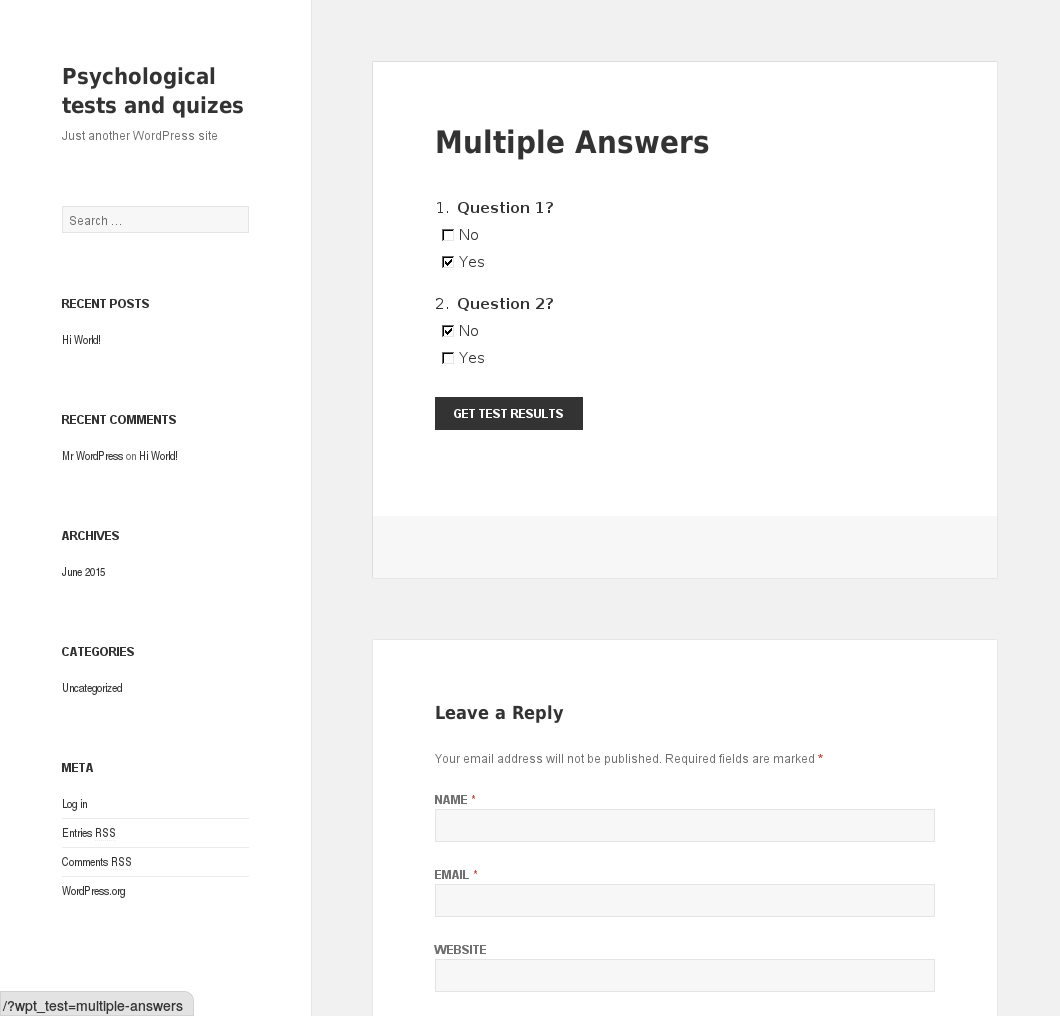 Psychological
tests and quizes
Just another WordPress site
Search ...
RECENT POSTS
Hi World!
RECENT COMMENTS
Mr WordPress on Hi World!
ARCHIVES
June 2015
CATEGORIES
Uncategorized
META
Log in
Entries RSS
Comments RSS
WordPress.org
Multiple Answers
1. Question 1?
No
Yes
2. Question 2?
No
Yes
GET TEST RESULTS
Leave a Reply
Your email address will not be published. Required fields are marked *
NAME *
EMAIL *
WEBSITE
/?wpt_test=multiple-answers